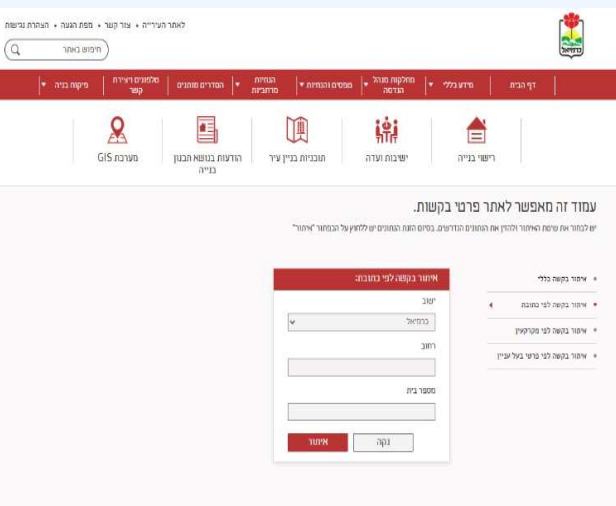 לאתר העירייה • צור קשר • מפת הגעה • הצהרת נגישות
חיפוש באתר
כרמיאל
דף הבית
מידע כללי
מחלקות מנהל הנדסה
טפסים והנחיות
הנחיות מרחביות
הסדרים מותנים
טלפונים ויצירת קשר
פיקוח בניה
רישוי בנייה
ישיבות ועדה
תוכניות בניין עיר
הודעות בנושא תכנון בנייה
מערכת GIS
עמוד זה מאפשר לאתר פרטי בקשות.
יש לבחור את שיטת האיתור ולהזין את הנתונים הנדרשים. בסיום הזנת הנתונים יש ללחוץ על הכפתור "איתור"
איתור בקשה כללי
איתור בקשה לפי כתובת
איתור בקשה לפי מקרקעין
איתור בקשה לפי פרטי בעל עניין
איתור בקשה לפי כתובת:
ישוב
כרמיאל
רחוב
מספר בית
נקה
איתור